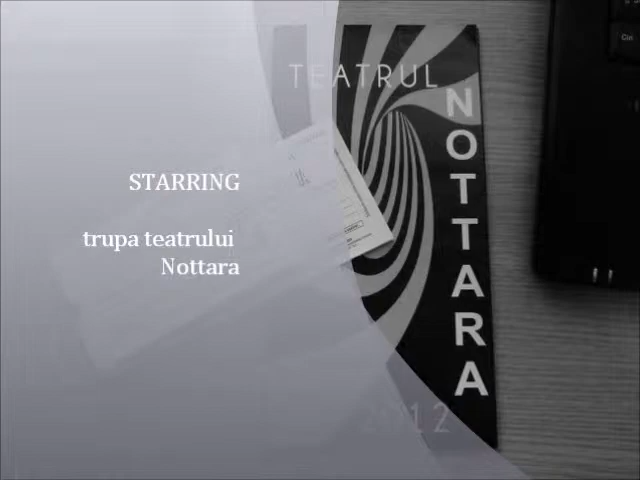 STARRING
trupa teatrului
Nottara
TEATRUL
NOTTARA
2012